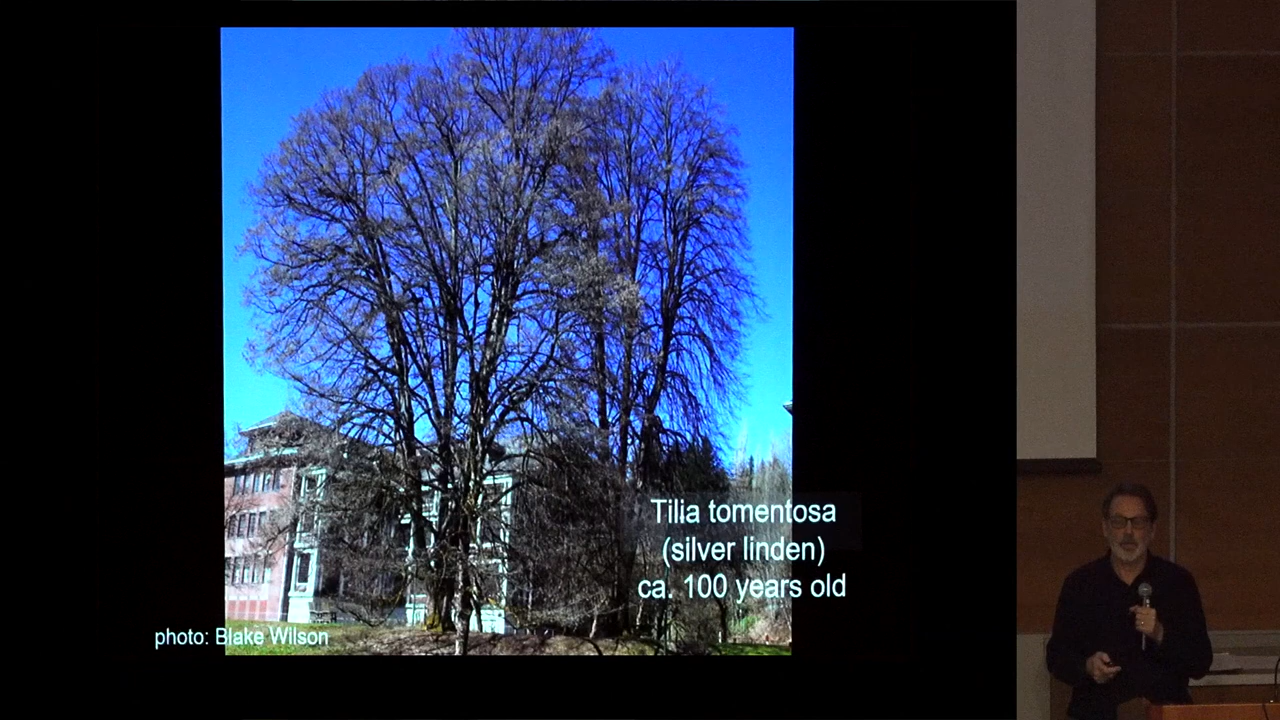 Tilia tomentosa
(silver linden)
ca. 100 years old
photo: Blake Wilson